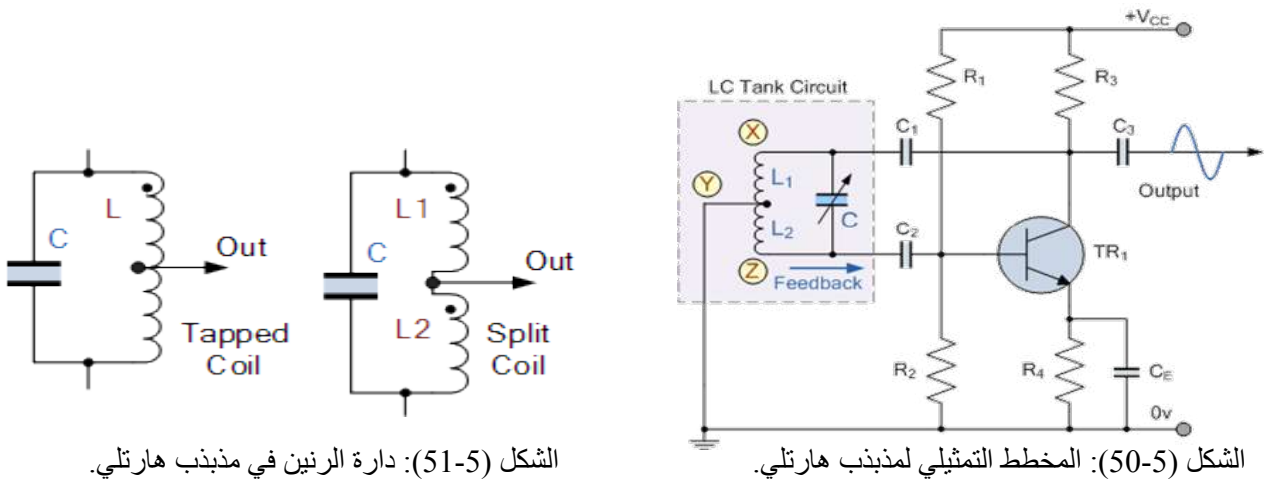 L
C
Out
Tapped
Coil
L1
C
Out
L2
Split
Coil
الشكل (5-51): دارة الرنين في مذبذب هارتلي.
+VCC
R1
R3
LC Tank Circuit
X
C1
C3
Y
L1
L2
C
Output
C2
Z
Feedback
TR1
R2
R4
CE
0v
الشكل (5-50): المخطط التمثيلي لمذبذب هارتلي.